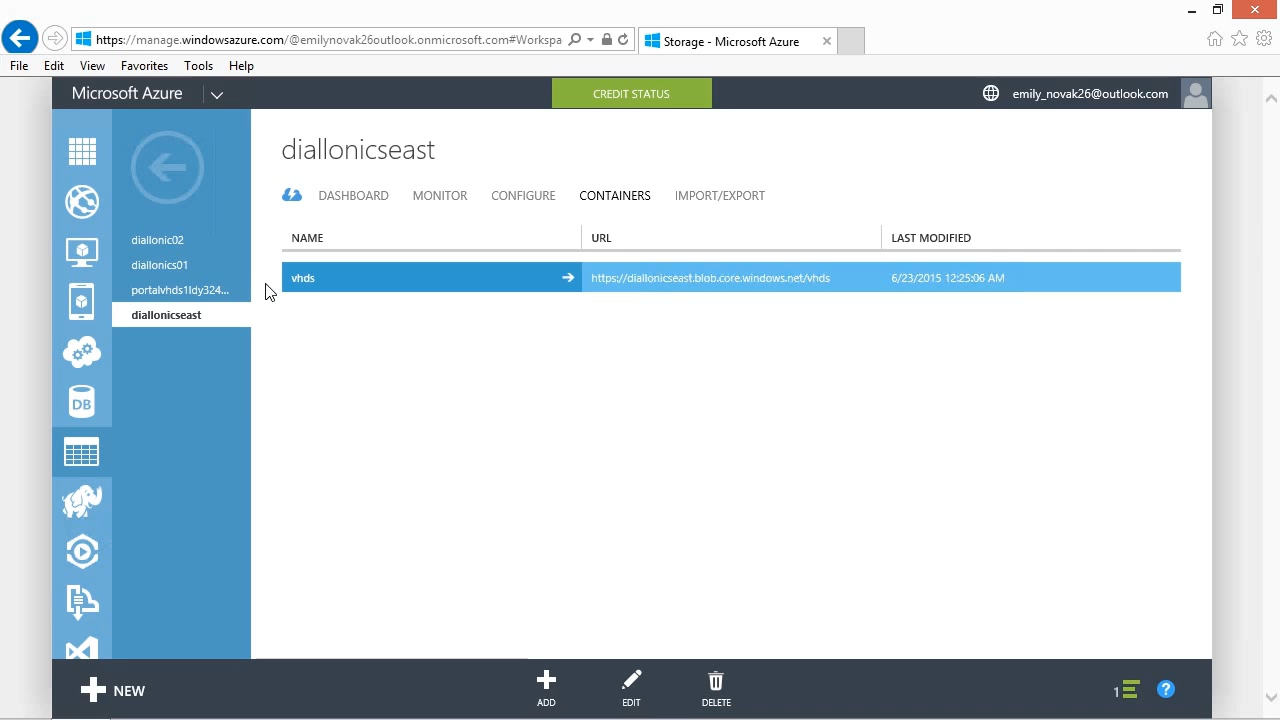 https://manage.windowsazure.com/@emilynovak26outlook.onmicrosoft.com#Workspa
Storage - Microsoft Azure
File Edit View Favorites Tools Help
Microsoft Azure
CREDIT STATUS
emily_novak26@outlook.com
diallonicseast
DASHBOARD MONITOR CONFIGURE CONTAINERS IMPORT/EXPORT
diallonic02
diallonics01
portalvhds1ldy324...
diallonicseast
NAME URL LAST MODIFIED
vhds https://diallonicseast.blob.core.windows.net/vhds 6/23/2015 12:25:06 AM
DB
NEW
ADD
EDIT
DELETE
1
?